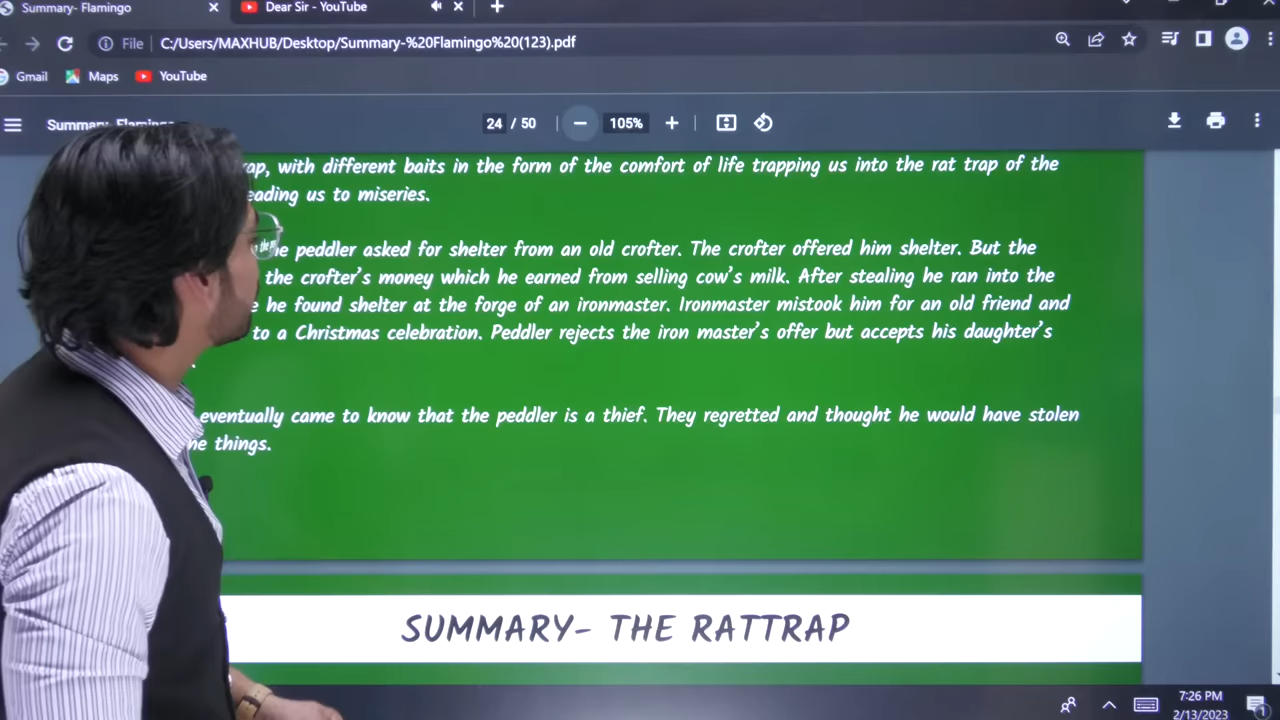 Summary- Flamingo
Dear Sir - YouTube
File C:/Users/MAXHUB/Desktop/Summary-%20Flamingo%20(123).pdf
Gmail Maps YouTube
Summary- Flamingo 24 / 50 105%
with different baits in the form of the comfort of life trapping us into the rat trap of the
us to miseries.
peddler asked for shelter from an old crofter. The crofter offered him shelter. But the
the crofter's money which he earned from selling cow's milk. After stealing he ran into the
he found shelter at the forge of an ironmaster. Ironmaster mistook him for an old friend and
to a Christmas celebration. Peddler rejects the iron master's offer but accepts his daughter's
eventually came to know that the peddler is a thief. They regretted and thought he would have stolen
things.
SUMMARY- THE RATTRAP
7:26 PM
2/13/2023